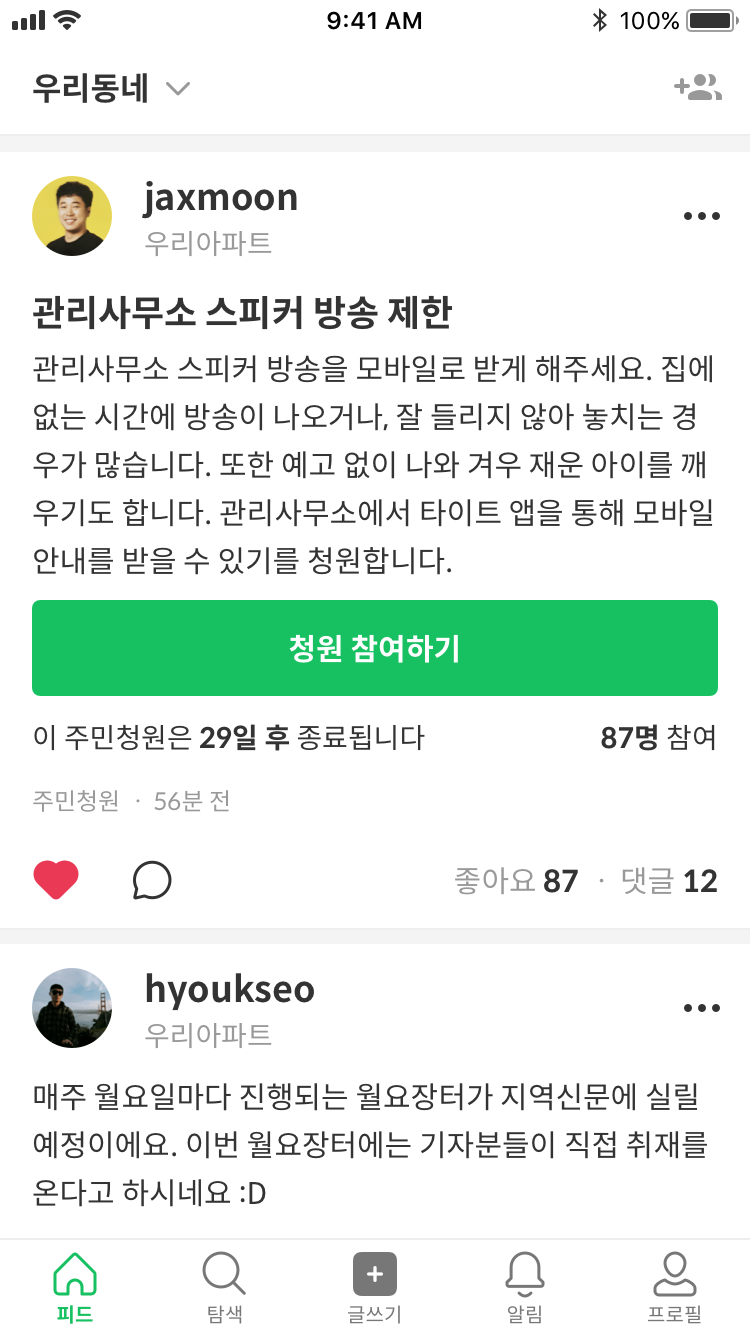 9:41 AM
100%
우리동네
jaxmoon
우리아파트
관리사무소 스피커 방송 제한
관리사무소 스피커 방송을 모바일로 받게 해주세요. 집에
없는 시간에 방송이 나오거나, 잘 들리지 않아 놓치는 경
우가 많습니다. 또한 예고 없이 나와 겨우 재운 아이를 깨
우기도 합니다. 관리사무소에서 타이트 앱을 통해 모바일
안내를 받을 수 있기를 청원합니다.
청원 참여하기
이 주민청원은 29일 후 종료됩니다 87명 참여
주민청원 · 56분 전
좋아요 87 · 댓글 12
hyoukseo
우리아파트
매주 월요일마다 진행되는 월요장터가 지역신문에 실릴
예정이에요. 이번 월요장터에는 기자분들이 직접 취재를
온다고 하시네요 :D
피드 탐색 글쓰기 알림 프로필